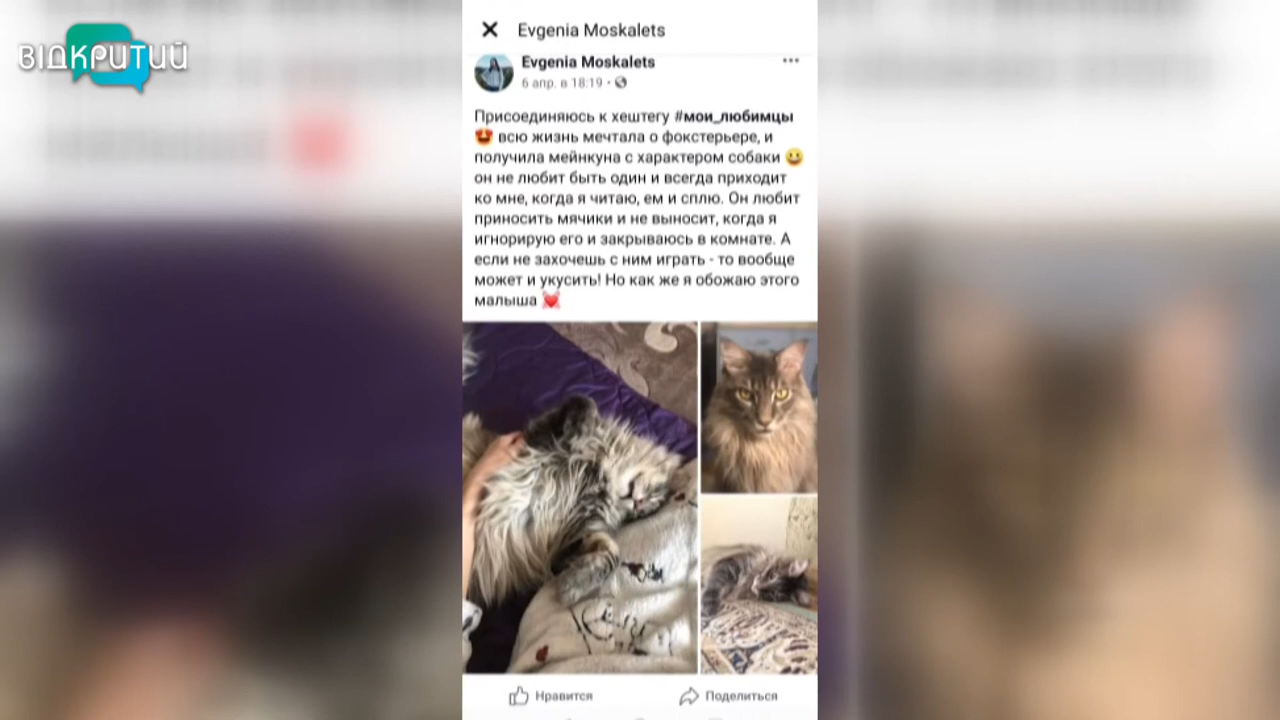 ВІДКРИТИЙ
Evgenia Moskalets
Evgenia Moskalets
6 апр. в 18:19
Присоединяюсь к хештегу #мои_любимцы
😍 всю жизнь мечтала о фокстерьере, и
получила мейнкуна с характером собаки 😀
он не любит быть один и всегда приходит
ко мне, когда я читаю, ем и сплю. Он любит
приносить мячики и не выносит, когда я
игнорирую его и закрываюсь в комнате. А
если не захочешь с ним играть - то вообще
может и укусить! Но как же я обожаю этого
малыша 💓
Нравится
Поделиться